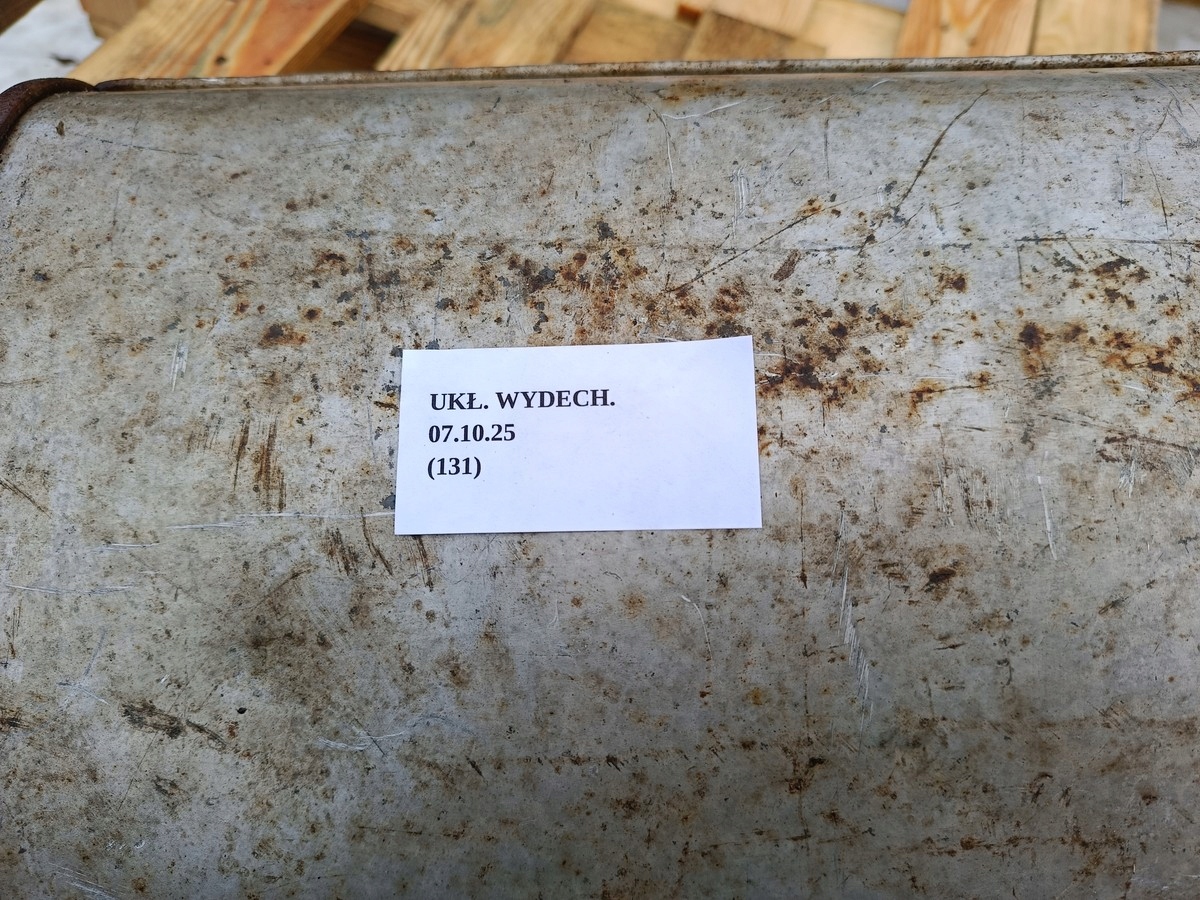 UKŁ. WYDECH.
07.10.25
(131)